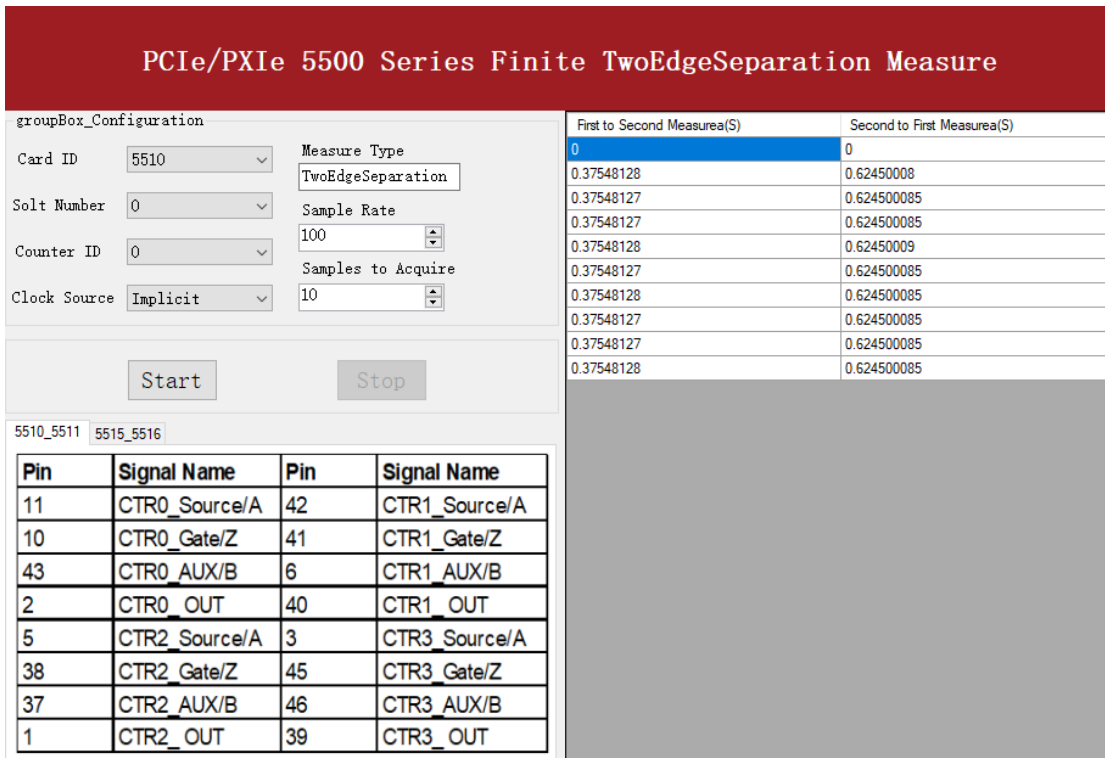 PCIe/PXIe 5500 Series Finite TwoEdgeSeparation Measure
groupBox_Configuration
Card ID 5510
Solt Number 0
Counter ID 0
Clock Source Implicit
Measure Type
TwoEdgeSeparation
Sample Rate
100
Samples to Acquire
10
Start Stop
5510_5511 5515_5516
Pin Signal Name Pin Signal Name
11 CTR0_Source/A 42 CTR1_Source/A
10 CTR0_Gate/Z 41 CTR1_Gate/Z
43 CTR0_AUX/B 6 CTR1_AUX/B
2 CTR0_ OUT 40 CTR1_ OUT
5 CTR2_Source/A 3 CTR3_Source/A
38 CTR2_Gate/Z 45 CTR3_Gate/Z
37 CTR2_AUX/B 46 CTR3_AUX/B
1 CTR2_ OUT 39 CTR3_ OUT
First to Second Measurea(S) Second to First Measurea(S)
0 0
0.37548128 0.62450008
0.37548127 0.624500085
0.37548127 0.624500085
0.37548128 0.62450009
0.37548127 0.624500085
0.37548128 0.624500085
0.37548127 0.624500085
0.37548127 0.624500085
0.37548128 0.624500085